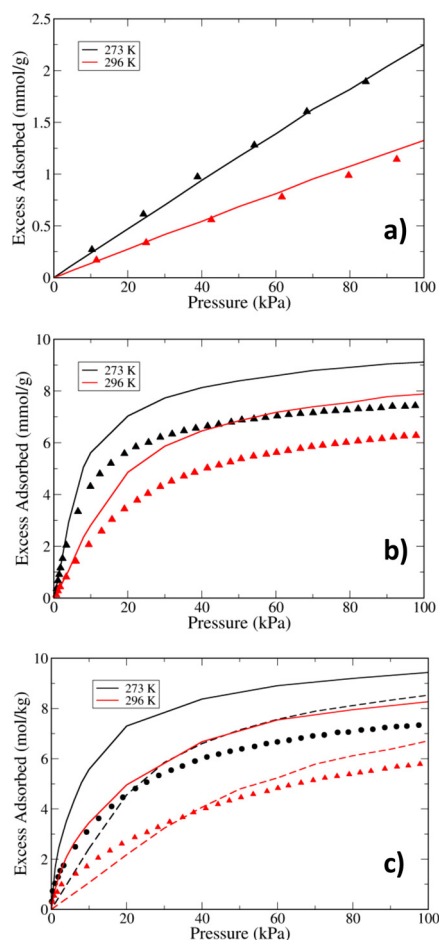 2.5
2
1.5
1
0.5
0
273 K
296 K
Excess Adsorbed (mmol/g)
a)
0 20 40 60 80 100
Pressure (kPa)
10
8
6
4
2
0
273 K
296 K
Excess Adsorbed (mmol/g)
b)
0 20 40 60 80 100
Pressure (kPa)
10
8
6
4
2
0
273 K
296 K
Excess Adsorbed (mol/kg)
c)
0 20 40 60 80 100
Pressure (kPa)